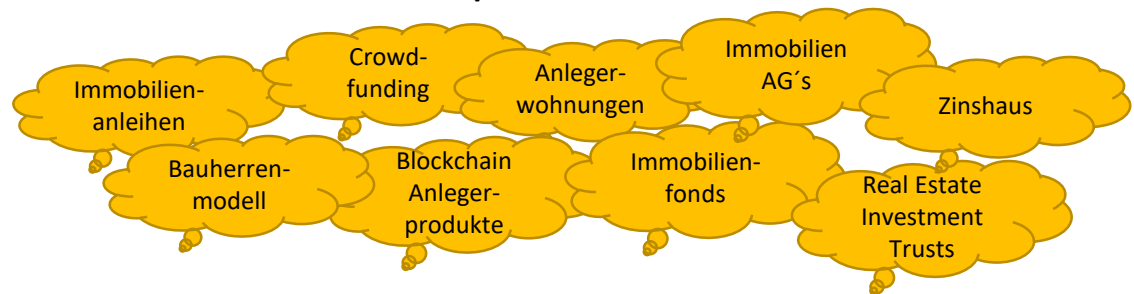 Immobilien-
anleihen
Crowd-
funding
Anleger-
wohnungen
Immobilien
AG´s
Zinshaus
Bauherren-
modell
Blockchain
Anleger-
produkte
Immobilien-
fonds
Real Estate
Investment
Trusts